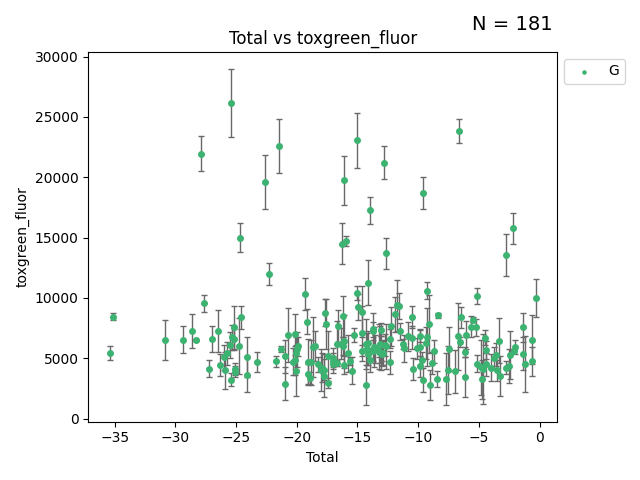 N = 181
Total vs toxgreen_fluor
G
30000
25000
20000
15000
10000
5000
0
toxgreen_fluor
−35 −30 −25 −20 −15 −10 −5 0
Total